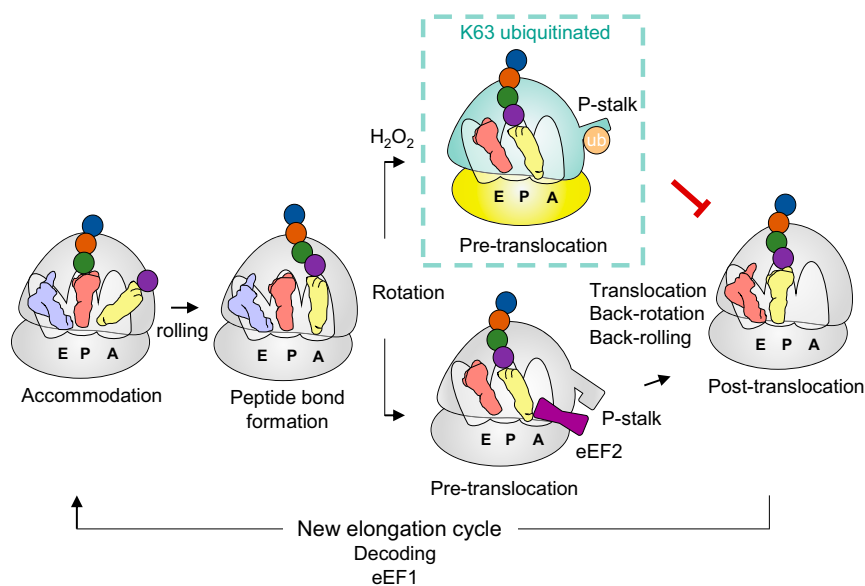 K63 ubiquitinated
P-stalk
ub
H₂O₂
E P A
Pre-translocation
Rotation
rolling
E P A
Accommodation
E P A
Peptide bond
formation
Translocation
Back-rotation
Back-rolling
E P A
Post-translocation
P-stalk
E P A
eEF2
Pre-translocation
New elongation cycle
Decoding
eEF1